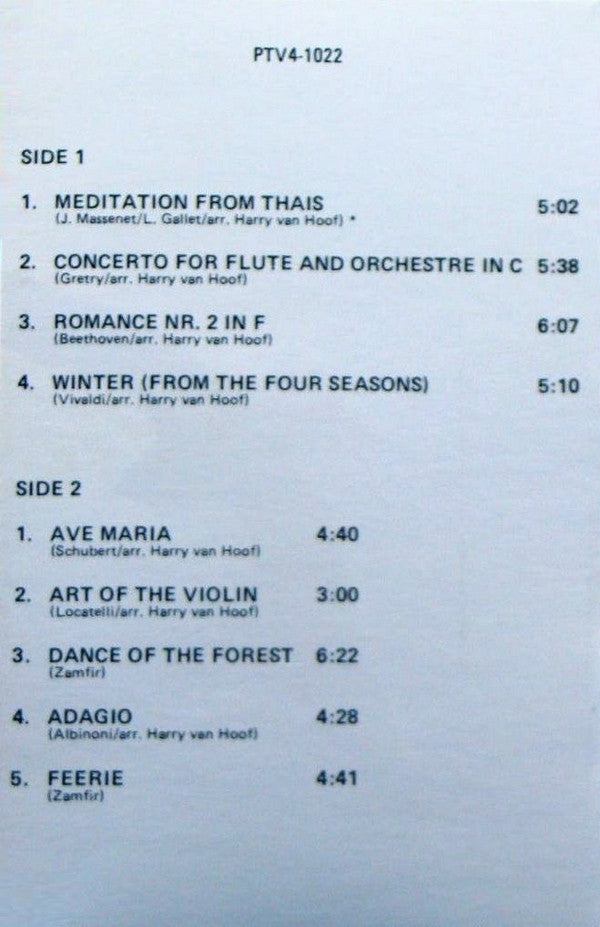 PTV4-1022
SIDE 1
1. MEDITATION FROM THAIS 5:02
(J. Massenet/L. Gallet/arr. Harry van Hoof) *
2. CONCERTO FOR FLUTE AND ORCHESTRE IN C 5:38
(Gretry/arr. Harry van Hoof)
3. ROMANCE NR. 2 IN F 6:07
(Beethoven/arr. Harry van Hoof)
4. WINTER (FROM THE FOUR SEASONS) 5:10
(Vivaldi/arr. Harry van Hoof)
SIDE 2
1. AVE MARIA 4:40
(Schubert/arr. Harry van Hoof)
2. ART OF THE VIOLIN 3:00
(Locatelli/arr. Harry van Hoof)
3. DANCE OF THE FOREST 6:22
(Zamfir)
4. ADAGIO 4:28
(Albinoni/arr. Harry van Hoof)
5. FEERIE 4:41
(Zamfir)